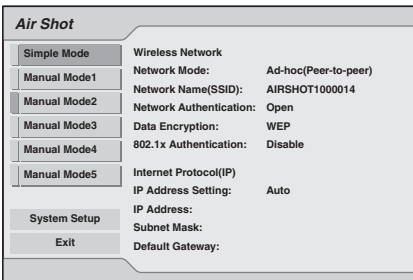 Air Shot
Simple Mode
Manual Mode1
Manual Mode2
Manual Mode3
Manual Mode4
Manual Mode5
System Setup
Exit
Wireless Network
Network Mode: Ad-hoc(Peer-to-peer)
Network Name(SSID): AIRSHOT1000014
Network Authentication: Open
Data Encryption: WEP
802.1x Authentication: Disable
Internet Protocol(IP)
IP Address Setting: Auto
IP Address:
Subnet Mask:
Default Gateway: